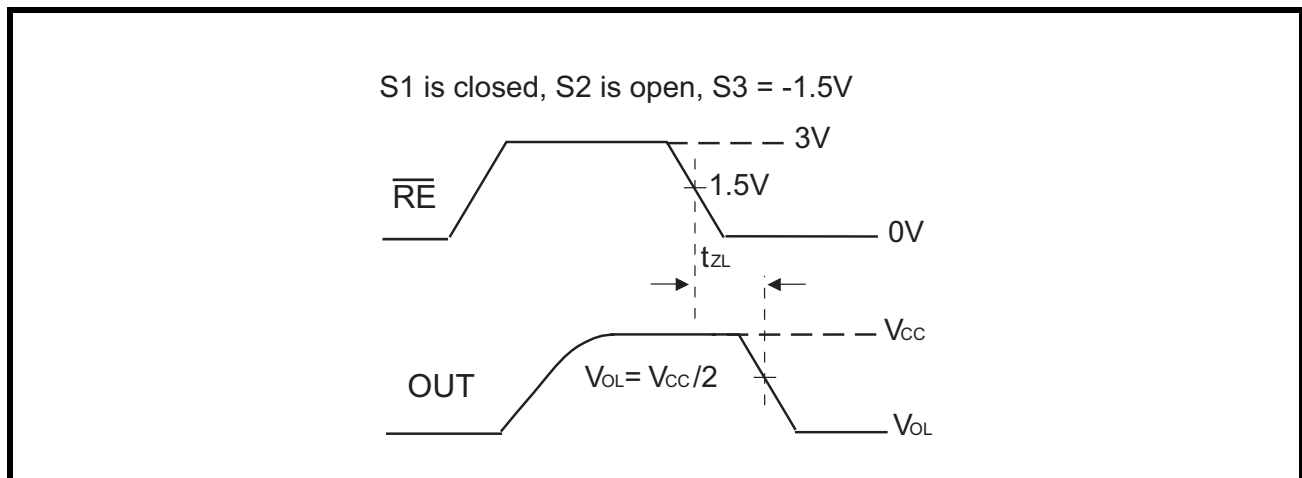 S1 is closed, S2 is open, S3 = -1.5V
3V
R̅E̅
1.5V
0V
tZL
VCC
VOL= VCC/2
OUT
VOL